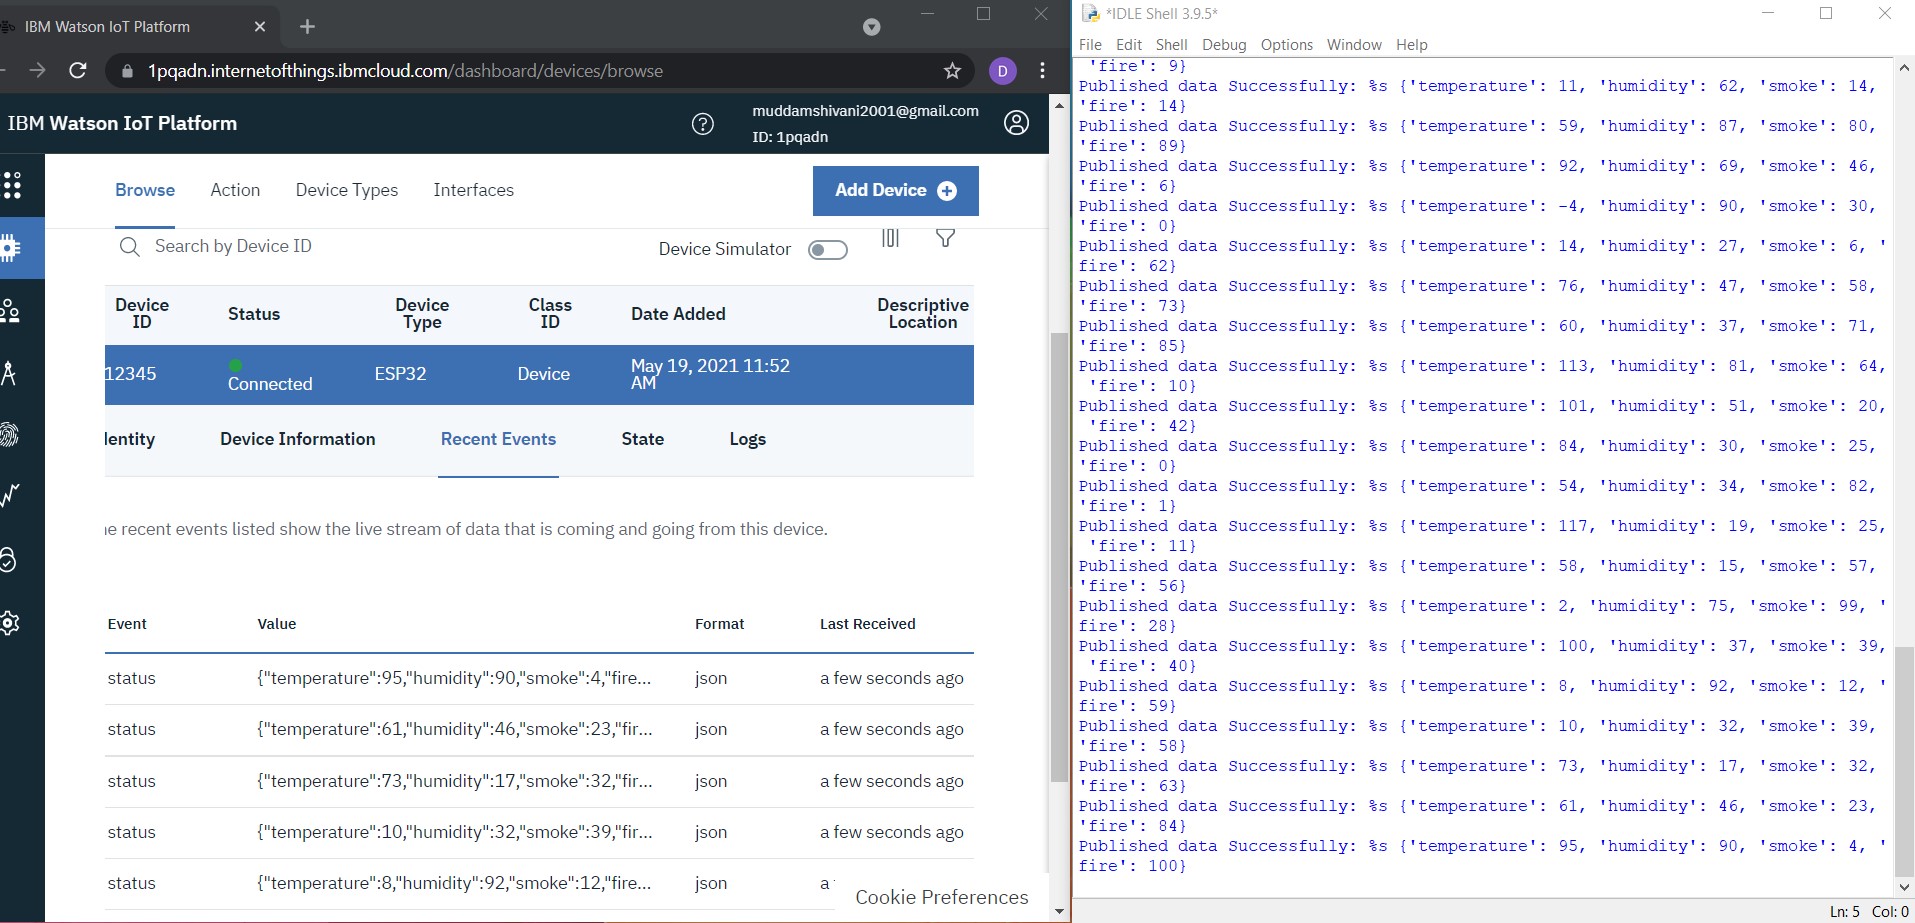 IBM Watson IoT Platform
1pqadn.internetofthings.ibmcloud.com/dashboard/devices/browse
D
IBM Watson IoT Platform
muddamshivani2001@gmail.com
ID: 1pqadn
Browse
Action
Device Types
Interfaces
Add Device
Search by Device ID
Device Simulator
Device ID
Status
Device Type
Class ID
Date Added
Descriptive Location
12345
Connected
ESP32
Device
May 19, 2021 11:52 AM
dentity
Device Information
Recent Events
State
Logs
e recent events listed show the live stream of data that is coming and going from this device.
Event Value Format Last Received
status {"temperature":95,"humidity":90,"smoke":4,"fire... json a few seconds ago
status {"temperature":61,"humidity":46,"smoke":23,"fir... json a few seconds ago
status {"temperature":73,"humidity":17,"smoke":32,"fir... json a few seconds ago
status {"temperature":10,"humidity":32,"smoke":39,"fir... json a few seconds ago
status {"temperature":8,"humidity":92,"smoke":12,"fire... json a
Cookie Preferences
*IDLE Shell 3.9.5*
File Edit Shell Debug Options Window Help
'fire': 9}
Published data Successfully: %s {'temperature': 11, 'humidity': 62, 'smoke': 14,
'fire': 14}
Published data Successfully: %s {'temperature': 59, 'humidity': 87, 'smoke': 80,
'fire': 89}
Published data Successfully: %s {'temperature': 92, 'humidity': 69, 'smoke': 46,
'fire': 6}
Published data Successfully: %s {'temperature': -4, 'humidity': 90, 'smoke': 30,
'fire': 0}
Published data Successfully: %s {'temperature': 14, 'humidity': 27, 'smoke': 6, '
fire': 62}
Published data Successfully: %s {'temperature': 76, 'humidity': 47, 'smoke': 58,
'fire': 73}
Published data Successfully: %s {'temperature': 60, 'humidity': 37, 'smoke': 71,
'fire': 85}
Published data Successfully: %s {'temperature': 113, 'humidity': 81, 'smoke': 64,
'fire': 10}
Published data Successfully: %s {'temperature': 101, 'humidity': 51, 'smoke': 20,
'fire': 42}
Published data Successfully: %s {'temperature': 84, 'humidity': 30, 'smoke': 25,
'fire': 0}
Published data Successfully: %s {'temperature': 54, 'humidity': 34, 'smoke': 82,
'fire': 1}
Published data Successfully: %s {'temperature': 117, 'humidity': 19, 'smoke': 25,
'fire': 11}
Published data Successfully: %s {'temperature': 58, 'humidity': 15, 'smoke': 57,
'fire': 56}
Published data Successfully: %s {'temperature': 2, 'humidity': 75, 'smoke': 99, '
fire': 28}
Published data Successfully: %s {'temperature': 100, 'humidity': 37, 'smoke': 39,
'fire': 40}
Published data Successfully: %s {'temperature': 8, 'humidity': 92, 'smoke': 12, '
fire': 59}
Published data Successfully: %s {'temperature': 10, 'humidity': 32, 'smoke': 39,
'fire': 58}
Published data Successfully: %s {'temperature': 73, 'humidity': 17, 'smoke': 32,
'fire': 63}
Published data Successfully: %s {'temperature': 61, 'humidity': 46, 'smoke': 23,
'fire': 84}
Published data Successfully: %s {'temperature': 95, 'humidity': 90, 'smoke': 4, '
fire': 100}
Ln: 5 Col: 0